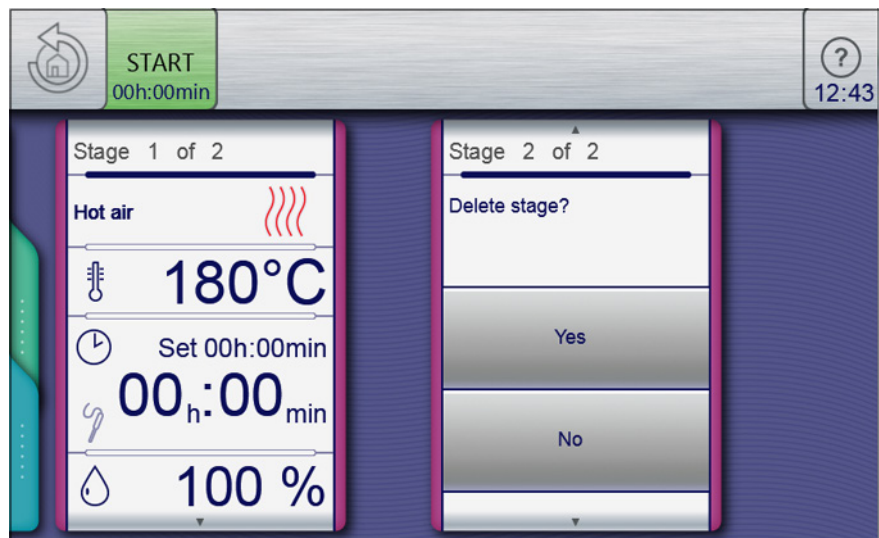 START
00h:00min
?
12:43
Stage 1 of 2
Hot air
180°C
Set 00h:00min
00h:00min
100 %
Stage 2 of 2
Delete stage?
Yes
No